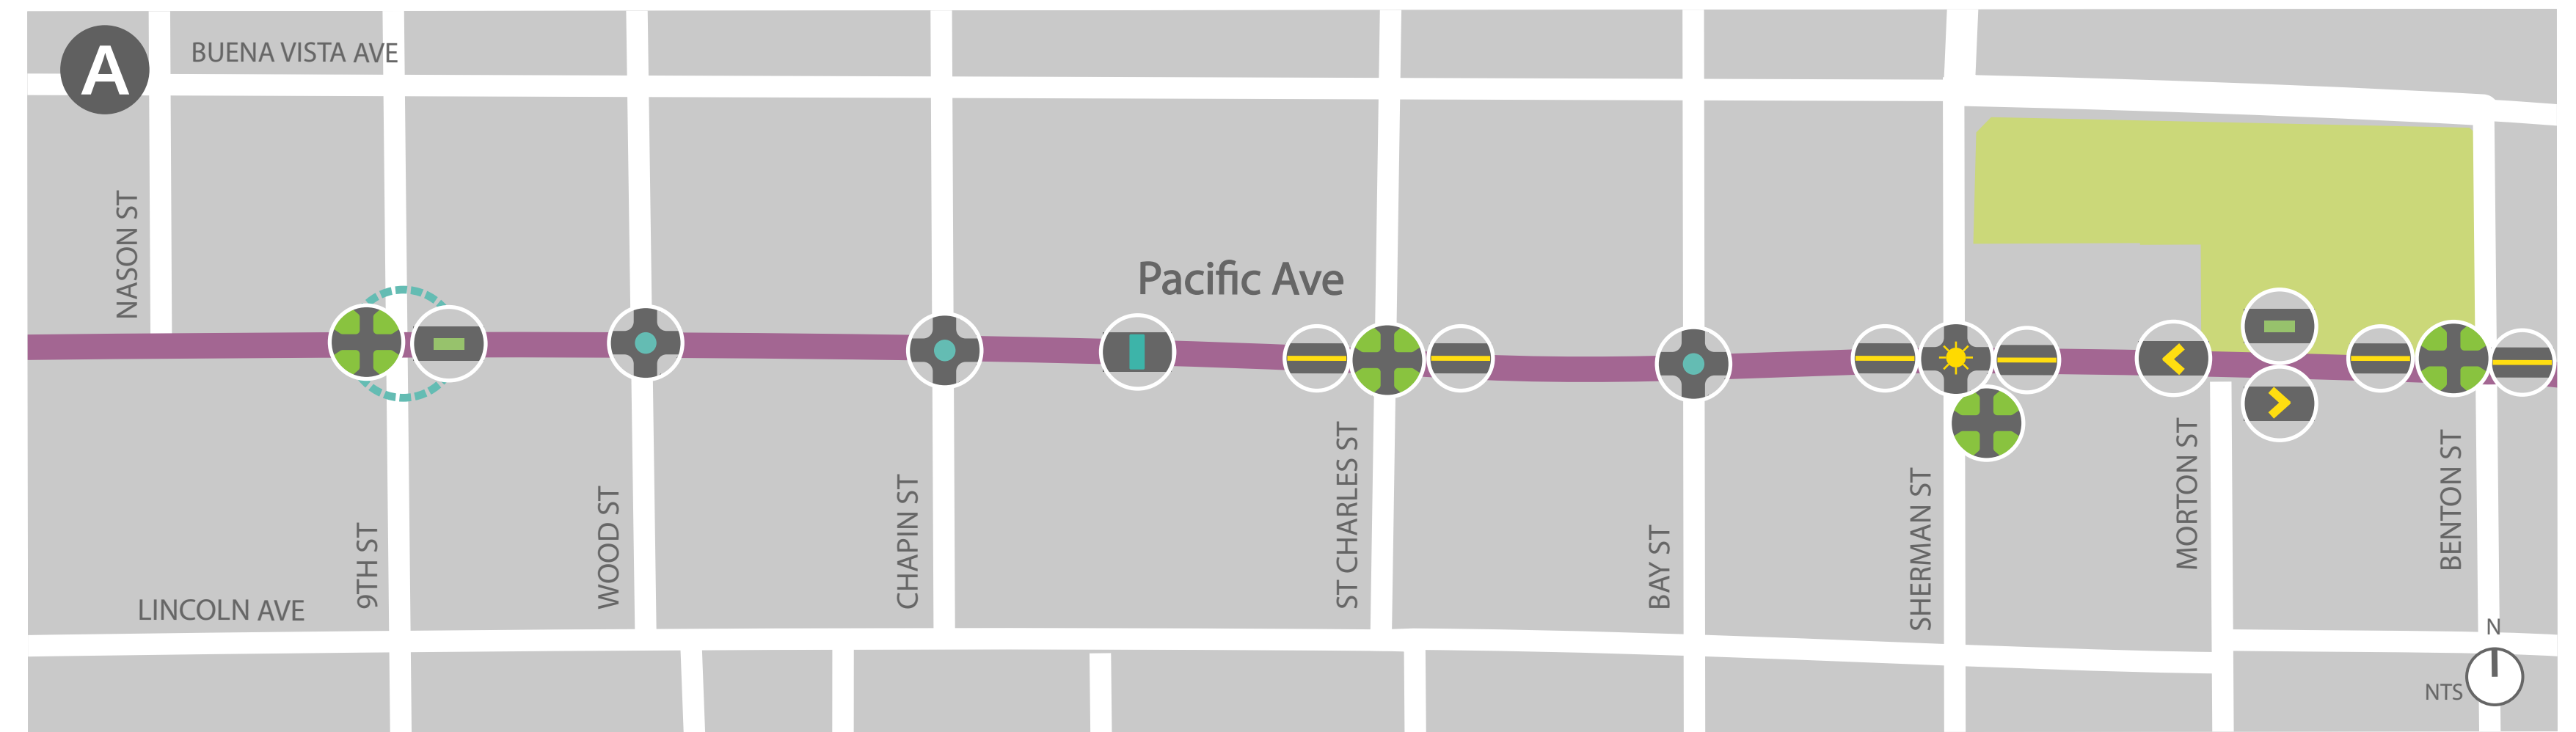 A
BUENA VISTA AVE
NASON ST
Pacific Ave
9TH ST
WOOD ST
CHAPIN ST
ST CHARLES ST
BAY ST
SHERMAN ST
MORTON ST
BENTON ST
LINCOLN AVE
N
NTS